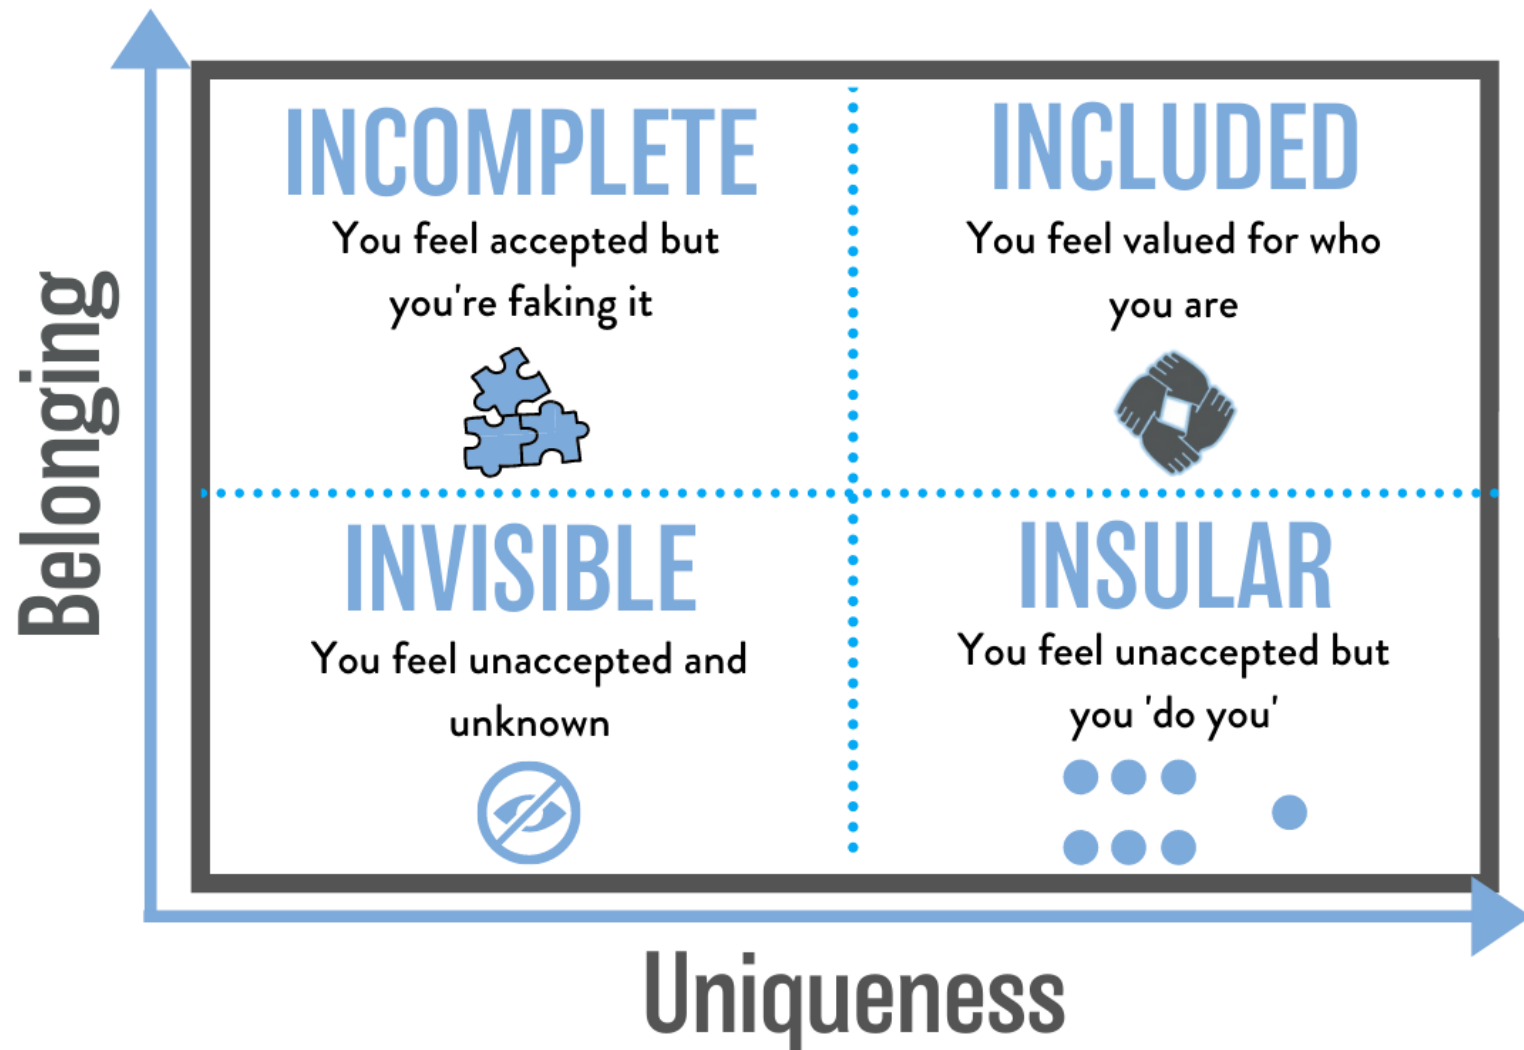 INCOMPLETE
You feel accepted but
you're faking it
INCLUDED
You feel valued for who
you are
Belonging
INVISIBLE
You feel unaccepted and
unknown
INSULAR
You feel unaccepted but
you 'do you'
Uniqueness